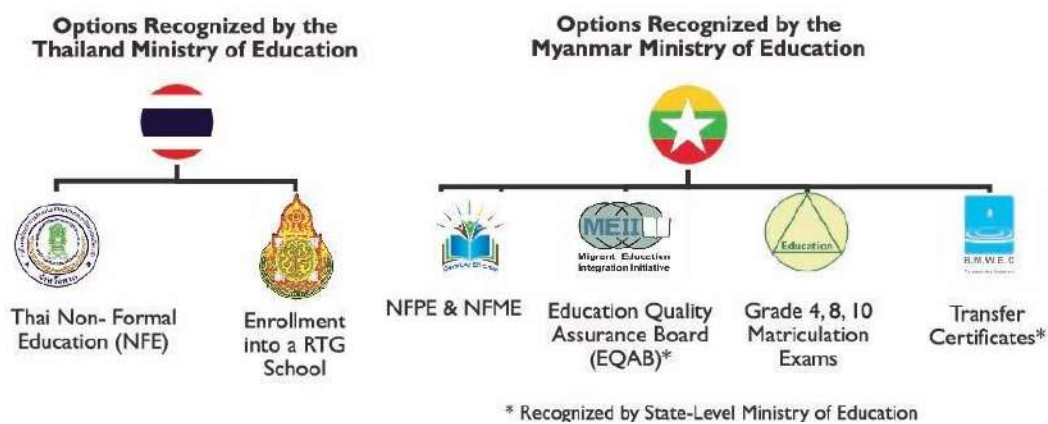 Options Recognized by the
Thailand Ministry of Education
Options Recognized by the
Myanmar Ministry of Education
Thai Non- Formal
Education (NFE)
Enrollment
into a RTG
School
NFPE & NFME
MEII
Migrant Education
Integration Initiative
Education Quality
Assurance Board
(EQAB)*
Education
Grade 4, 8, 10
Matriculation
Exams
B.M.W.E.C
Transfer
Certificates*
* Recognized by State-Level Ministry of Education